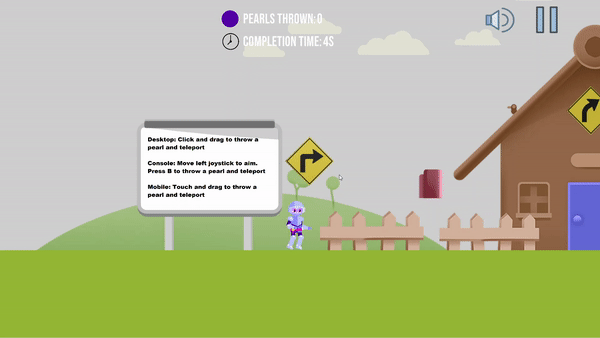 PEARLS THROWN: 0
COMPLETION TIME: 4S
Desktop: Click and drag to throw a
pearl and teleport
Console: Move left joystick to aim.
Press B to throw a pearl and teleport
Mobile: Touch and drag to throw a
pearl and teleport